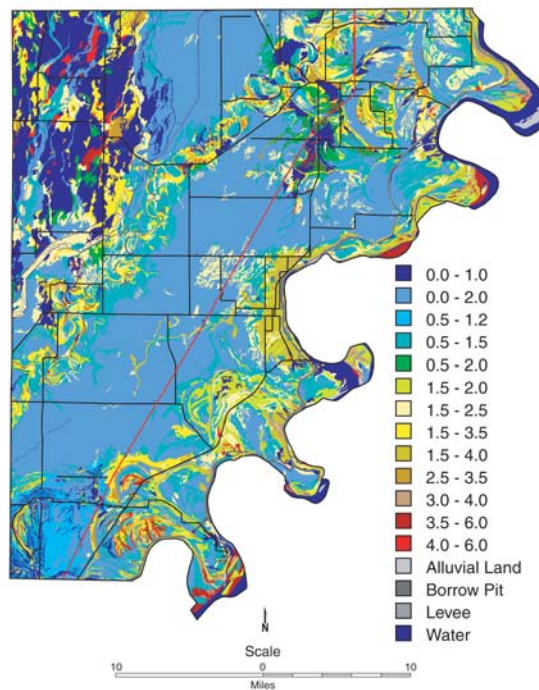 0.0 - 1.0
0.0 - 2.0
0.5 - 1.2
0.5 - 1.5
0.5 - 2.0
1.5 - 2.0
1.5 - 2.5
1.5 - 3.5
1.5 - 4.0
2.5 - 3.5
3.0 - 4.0
3.5 - 6.0
4.0 - 6.0
Alluvial Land
Borrow Pit
Levee
Water
N
Scale
10 0 10
Miles